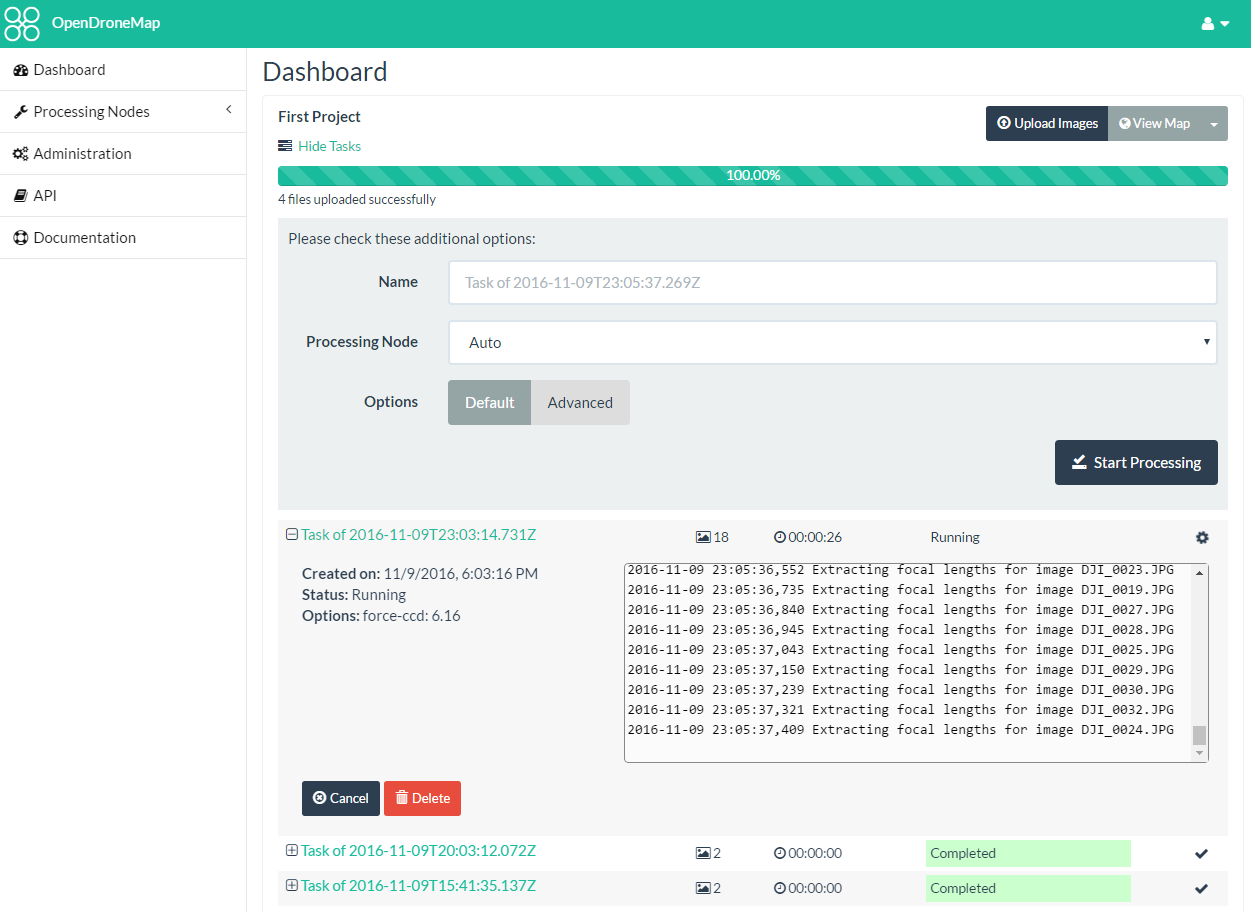 OpenDroneMap
Dashboard
Processing Nodes
Administration
API
Documentation
Dashboard
First Project
Upload Images View Map
Hide Tasks
100.00%
4 files uploaded successfully
Please check these additional options:
Name Task of 2016-11-09T23:05:37.269Z
Processing Node Auto
Options Default Advanced
Start Processing
Task of 2016-11-09T23:03:14.731Z 18 00:00:26 Running
Created on: 11/9/2016, 6:03:16 PM
Status: Running
Options: force-ccd: 6.16
2016-11-09 23:05:36,552 Extracting focal lengths for image DJI_0023.JPG
2016-11-09 23:05:36,735 Extracting focal lengths for image DJI_0019.JPG
2016-11-09 23:05:36,840 Extracting focal lengths for image DJI_0027.JPG
2016-11-09 23:05:36,945 Extracting focal lengths for image DJI_0028.JPG
2016-11-09 23:05:37,043 Extracting focal lengths for image DJI_0025.JPG
2016-11-09 23:05:37,150 Extracting focal lengths for image DJI_0029.JPG
2016-11-09 23:05:37,239 Extracting focal lengths for image DJI_0030.JPG
2016-11-09 23:05:37,321 Extracting focal lengths for image DJI_0032.JPG
2016-11-09 23:05:37,409 Extracting focal lengths for image DJI_0024.JPG
Cancel Delete
Task of 2016-11-09T20:03:12.072Z 2 00:00:00 Completed
Task of 2016-11-09T15:41:35.137Z 2 00:00:00 Completed